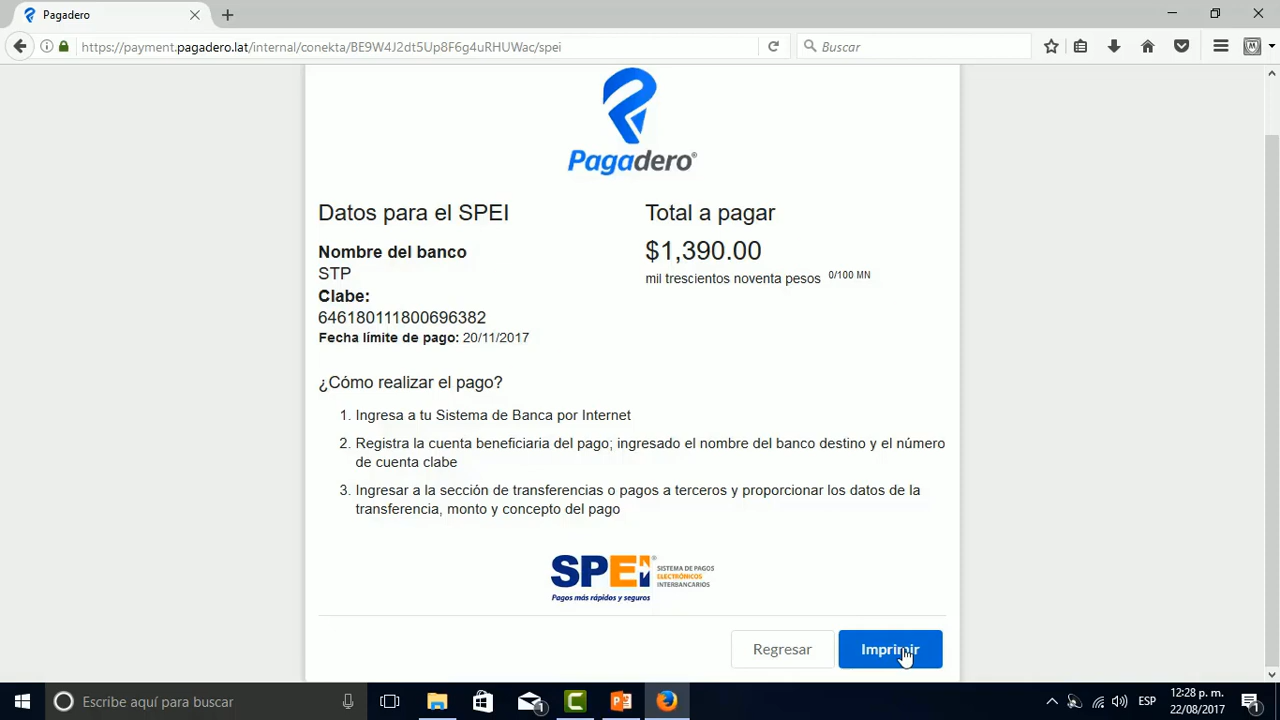 Pagadero
https://payment.pagadero.lat/internal/conekta/BE9W4J2dt5Up8F6g4uRHUWac/spei
Buscar
Pagadero®
Datos para el SPEI
Nombre del banco
STP
Clabe:
646180111800696382
Fecha límite de pago: 20/11/2017
Total a pagar
$1,390.00
mil trescientos noventa pesos 0/100 MN
¿Cómo realizar el pago?
1. Ingresa a tu Sistema de Banca por Internet
2. Registra la cuenta beneficiaria del pago; ingresado el nombre del banco destino y el número
de cuenta clabe
3. Ingresar a la sección de transferencias o pagos a terceros y proporcionar los datos de la
transferencia, monto y concepto del pago
SPEI®
SISTEMA DE PAGOS
ELECTRÓNICOS
INTERBANCARIOS
Pagos más rápidos y seguros
Regresar
Imprimir
Escribe aquí para buscar
1
ESP
12:28 p. m.
22/08/2017
1